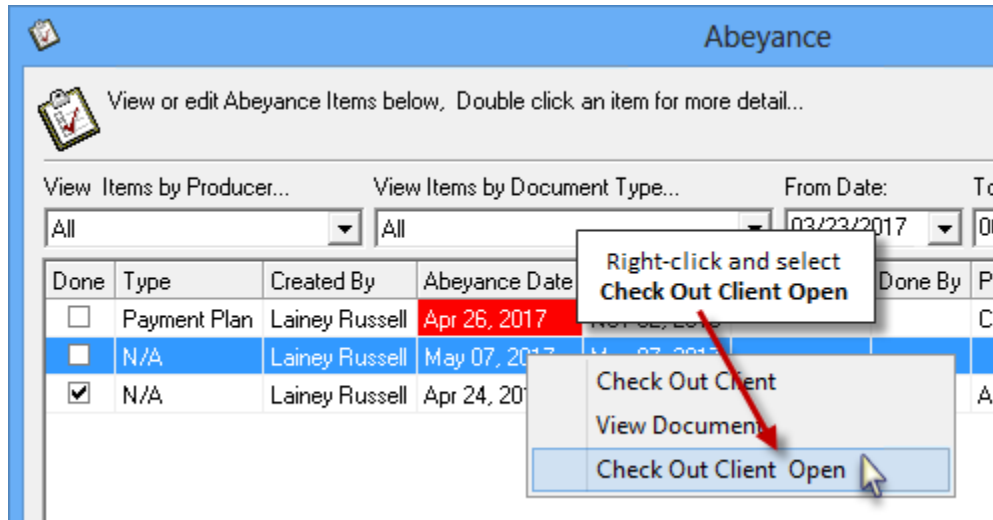 Abeyance
View or edit Abeyance Items below, Double click an item for more detail...
View Items by Producer... View Items by Document Type... From Date:
All All 03/23/2017
Right-click and select
Check Out Client Open
Done Type Created By Abeyance Date Done By
Payment Plan Lainey Russell Apr 26, 2017
N/A Lainey Russell May 07, 2017
N/A Lainey Russell Apr 24, 20
Check Out Client
View Document
Check Out Client Open